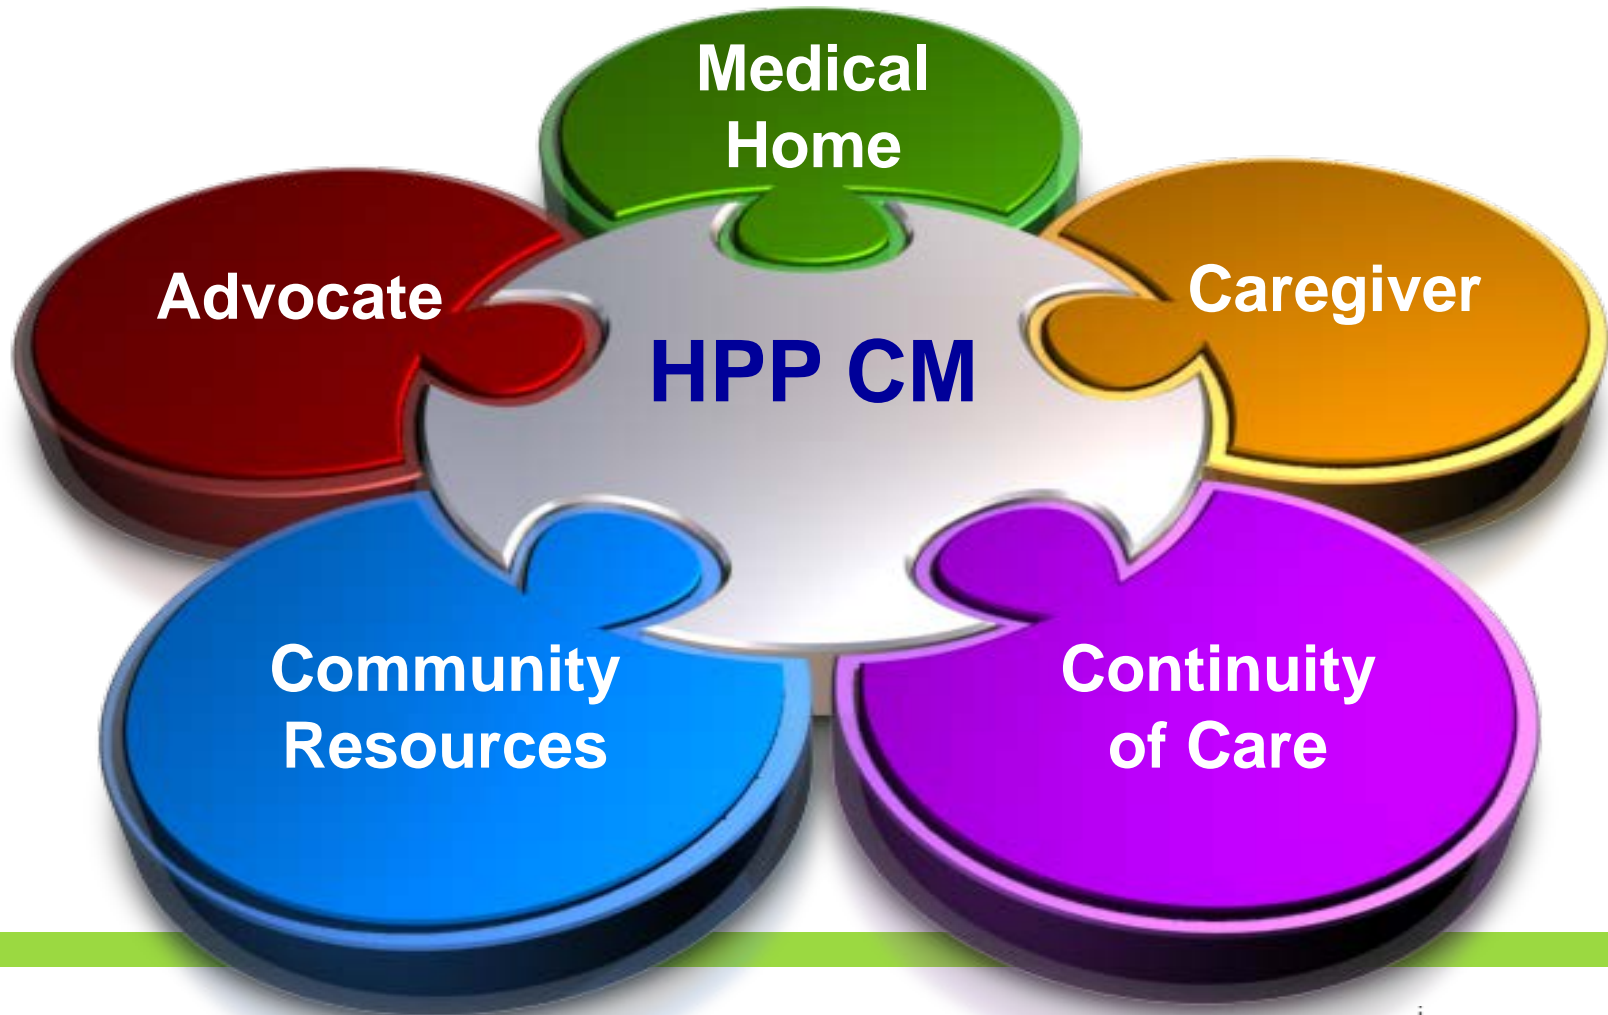 Medical
Home
Advocate
Caregiver
HPP CM
Community
Resources
Continuity
of Care